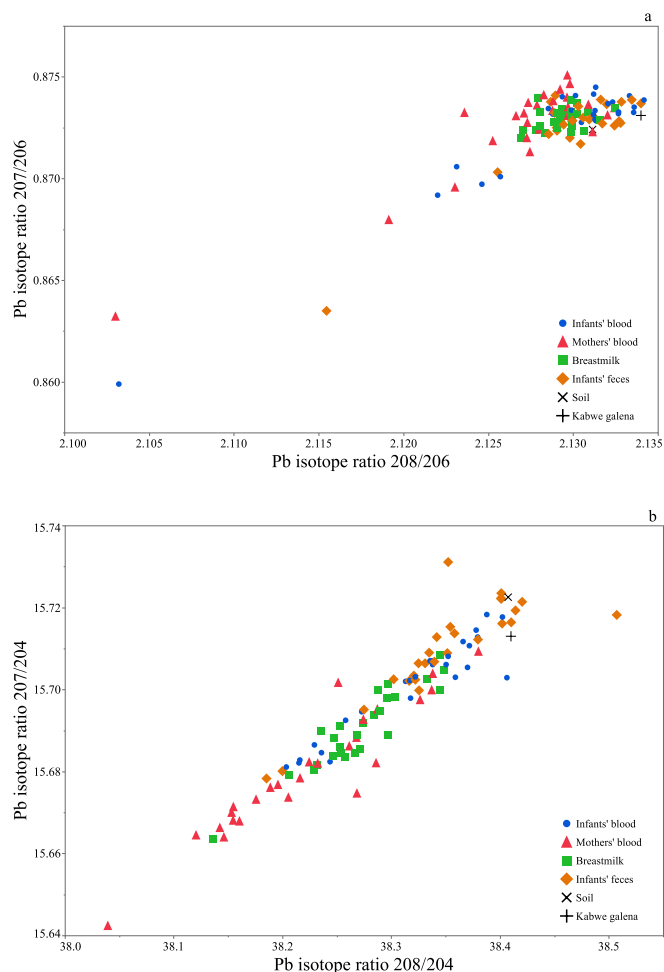 a
Pb isotope ratio 207/206
0.875
0.870
0.865
0.860
Infants' blood
Mothers' blood
Breastmilk
Infants' feces
Soil
Kabwe galena
2.100 2.105 2.110 2.115 2.120 2.125 2.130 2.135
Pb isotope ratio 208/206
b
Pb isotope ratio 207/204
15.74
15.72
15.70
15.68
15.66
15.64
Infants' blood
Mothers' blood
Breastmilk
Infants' feces
Soil
Kabwe galena
38.0 38.1 38.2 38.3 38.4 38.5
Pb isotope ratio 208/204